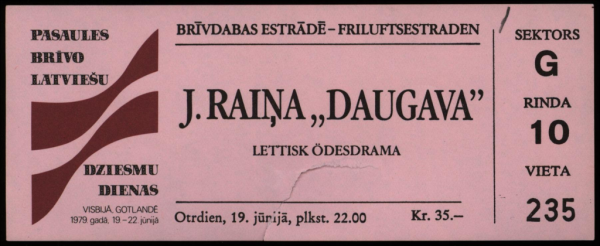 PASAULES
BRĪVO
LATVIEŠU
DZIESMU
DIENAS
VISBIJĀ, GOTLANDĒ
1979 gadā, 19–22 jūnijā
BRĪVDABAS ESTRĀDĒ – FRILUFTSESTRADEN
J. RAIŅA „DAUGAVA”
LETTISK ÖDESDRAMA
Otrdien, 19. jūnijā, plkst. 22.00 Kr. 35.—
SEKTORS
G
RINDA
10
VIETA
235